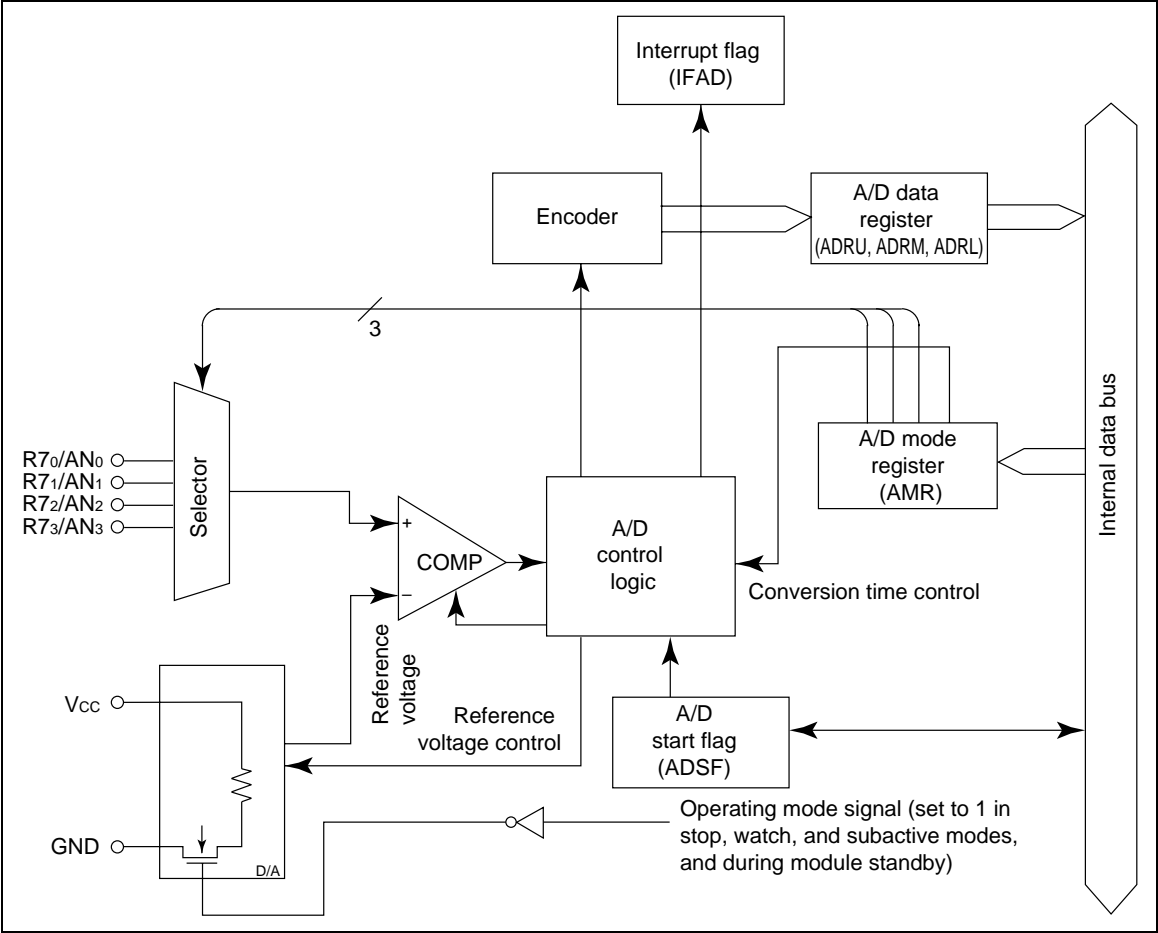 Interrupt flag
(IFAD)
Encoder
A/D data
register
(ADRU, ADRM, ADRL)
3
A/D mode
register
(AMR)
Internal data bus
R70/AN0
R71/AN1
R72/AN2
R73/AN3
Selector
+
COMP
−
A/D
control
logic
Conversion time control
Reference
voltage
Reference
voltage control
VCC
GND
D/A
A/D
start flag
(ADSF)
Operating mode signal (set to 1 in
stop, watch, and subactive modes,
and during module standby)